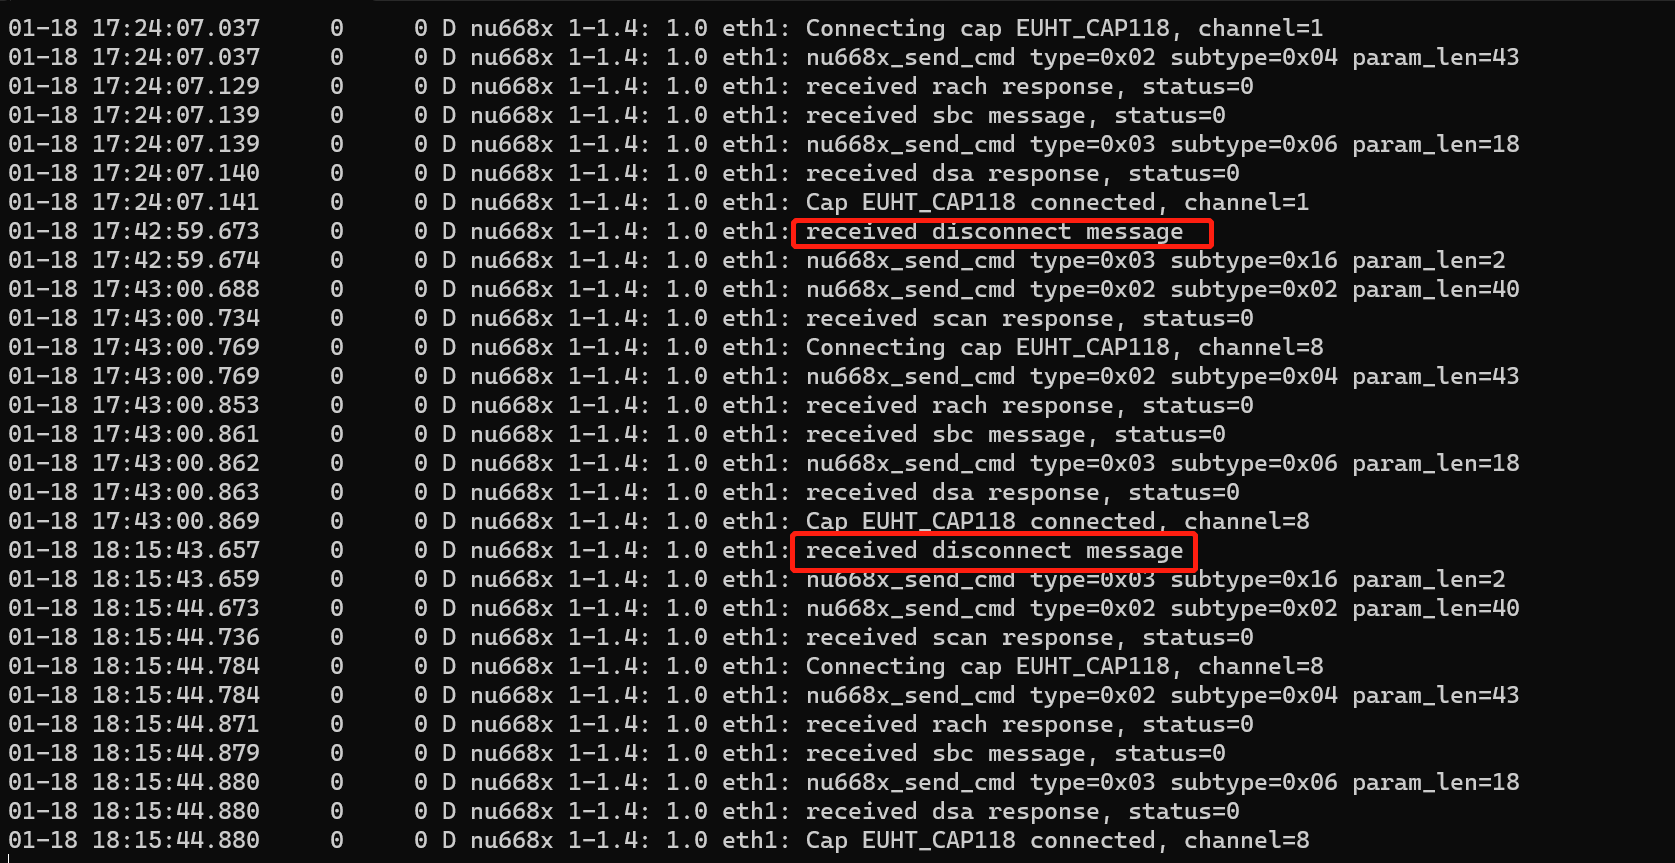 01-18 17:24:07.037     0     0 D nu668x 1-1.4: 1.0 eth1: Connecting cap EUHT_CAP118, channel=1
01-18 17:24:07.037     0     0 D nu668x 1-1.4: 1.0 eth1: nu668x_send_cmd type=0x02 subtype=0x04 param_len=43
01-18 17:24:07.129     0     0 D nu668x 1-1.4: 1.0 eth1: received rach response, status=0
01-18 17:24:07.139     0     0 D nu668x 1-1.4: 1.0 eth1: received sbc message, status=0
01-18 17:24:07.139     0     0 D nu668x 1-1.4: 1.0 eth1: nu668x_send_cmd type=0x03 subtype=0x06 param_len=18
01-18 17:24:07.140     0     0 D nu668x 1-1.4: 1.0 eth1: received dsa response, status=0
01-18 17:24:07.141     0     0 D nu668x 1-1.4: 1.0 eth1: Cap EUHT_CAP118 connected, channel=1
01-18 17:42:59.673     0     0 D nu668x 1-1.4: 1.0 eth1: received disconnect message
01-18 17:42:59.674     0     0 D nu668x 1-1.4: 1.0 eth1: nu668x_send_cmd type=0x03 subtype=0x16 param_len=2
01-18 17:43:00.688     0     0 D nu668x 1-1.4: 1.0 eth1: nu668x_send_cmd type=0x02 subtype=0x02 param_len=40
01-18 17:43:00.734     0     0 D nu668x 1-1.4: 1.0 eth1: received scan response, status=0
01-18 17:43:00.769     0     0 D nu668x 1-1.4: 1.0 eth1: Connecting cap EUHT_CAP118, channel=8
01-18 17:43:00.769     0     0 D nu668x 1-1.4: 1.0 eth1: nu668x_send_cmd type=0x02 subtype=0x04 param_len=43
01-18 17:43:00.853     0     0 D nu668x 1-1.4: 1.0 eth1: received rach response, status=0
01-18 17:43:00.861     0     0 D nu668x 1-1.4: 1.0 eth1: received sbc message, status=0
01-18 17:43:00.862     0     0 D nu668x 1-1.4: 1.0 eth1: nu668x_send_cmd type=0x03 subtype=0x06 param_len=18
01-18 17:43:00.863     0     0 D nu668x 1-1.4: 1.0 eth1: received dsa response, status=0
01-18 17:43:00.869     0     0 D nu668x 1-1.4: 1.0 eth1: Cap EUHT_CAP118 connected, channel=8
01-18 18:15:43.657     0     0 D nu668x 1-1.4: 1.0 eth1: received disconnect message
01-18 18:15:43.659     0     0 D nu668x 1-1.4: 1.0 eth1: nu668x_send_cmd type=0x03 subtype=0x16 param_len=2
01-18 18:15:44.673     0     0 D nu668x 1-1.4: 1.0 eth1: nu668x_send_cmd type=0x02 subtype=0x02 param_len=40
01-18 18:15:44.736     0     0 D nu668x 1-1.4: 1.0 eth1: received scan response, status=0
01-18 18:15:44.784     0     0 D nu668x 1-1.4: 1.0 eth1: Connecting cap EUHT_CAP118, channel=8
01-18 18:15:44.784     0     0 D nu668x 1-1.4: 1.0 eth1: nu668x_send_cmd type=0x02 subtype=0x04 param_len=43
01-18 18:15:44.871     0     0 D nu668x 1-1.4: 1.0 eth1: received rach response, status=0
01-18 18:15:44.879     0     0 D nu668x 1-1.4: 1.0 eth1: received sbc message, status=0
01-18 18:15:44.880     0     0 D nu668x 1-1.4: 1.0 eth1: nu668x_send_cmd type=0x03 subtype=0x06 param_len=18
01-18 18:15:44.880     0     0 D nu668x 1-1.4: 1.0 eth1: received dsa response, status=0
01-18 18:15:44.880     0     0 D nu668x 1-1.4: 1.0 eth1: Cap EUHT_CAP118 connected, channel=8